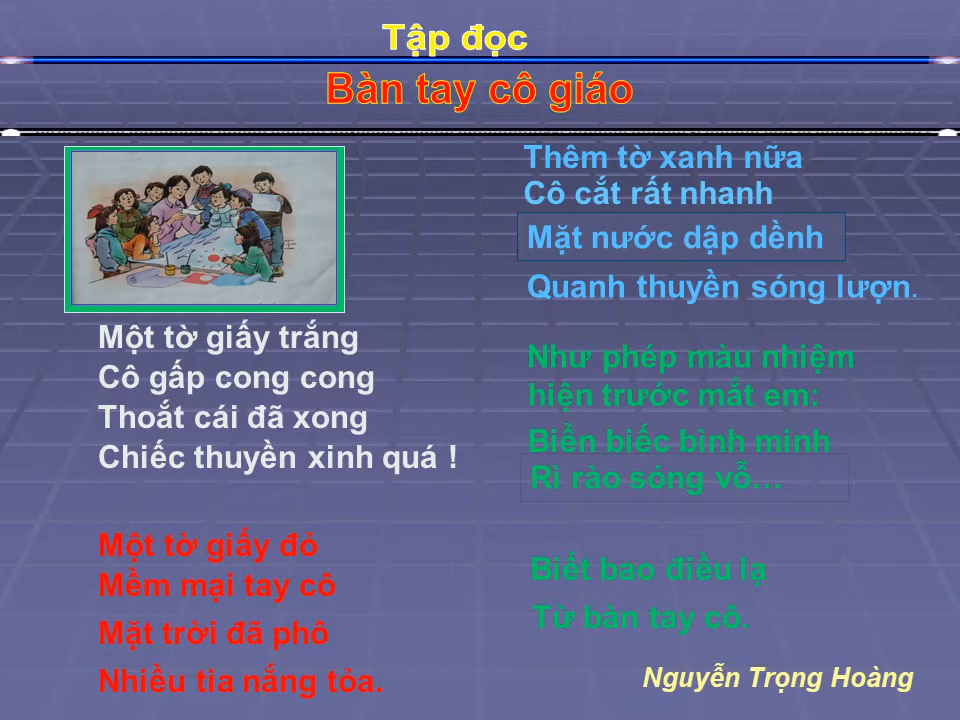 Tập đọc
Bàn tay cô giáo
Một tờ giấy trắng
Cô gấp cong cong
Thoắt cái đã xong
Chiếc thuyền xinh quá !
Một tờ giấy đỏ
Mềm mại tay cô
Mặt trời đã phô
Nhiều tia nắng tỏa.
Thêm tờ xanh nữa
Cô cắt rất nhanh
Mặt nước dập dềnh
Quanh thuyền sóng lượn.
Như phép màu nhiệm
hiện trước mắt em:
Biển biếc bình minh
Rì rào sóng vỗ…
Biết bao điều lạ
Từ bàn tay cô.
Nguyễn Trọng Hoàng